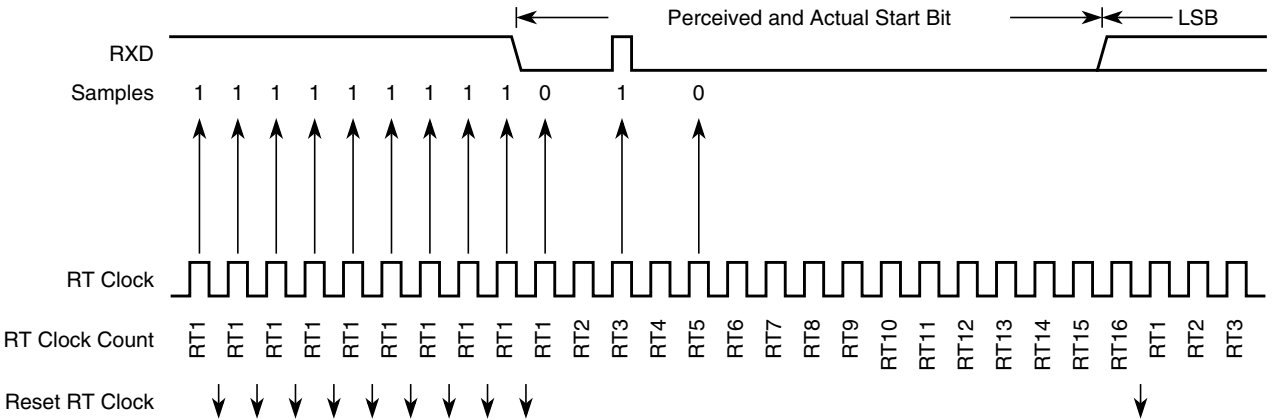 Perceived and Actual Start Bit LSB
RXD
Samples 1 1 1 1 1 1 1 1 1 0 1 0
RT Clock
RT Clock Count RT1 RT1 RT1 RT1 RT1 RT1 RT1 RT1 RT1 RT1 RT2 RT3 RT4 RT5 RT6 RT7 RT8 RT9 RT10 RT11 RT12 RT13 RT14 RT15 RT16 RT1 RT2 RT3
Reset RT Clock